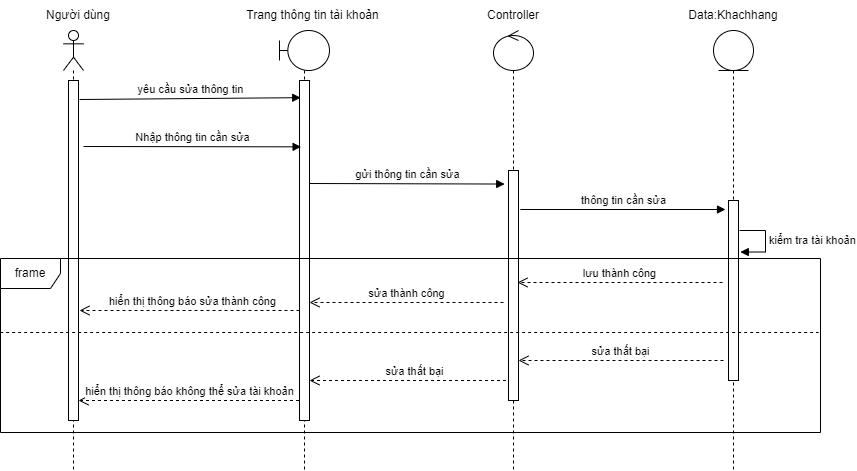 Người dùng
Trang thông tin tài khoản
Controller
Data:Khachhang
yêu cầu sửa thông tin
Nhập thông tin cần sửa
gửi thông tin cần sửa
thông tin cần sửa
kiểm tra tài khoản
frame
lưu thành công
sửa thành công
hiển thị thông báo sửa thành công
sửa thất bại
sửa thất bại
hiển thị thông báo không thể sửa tài khoản